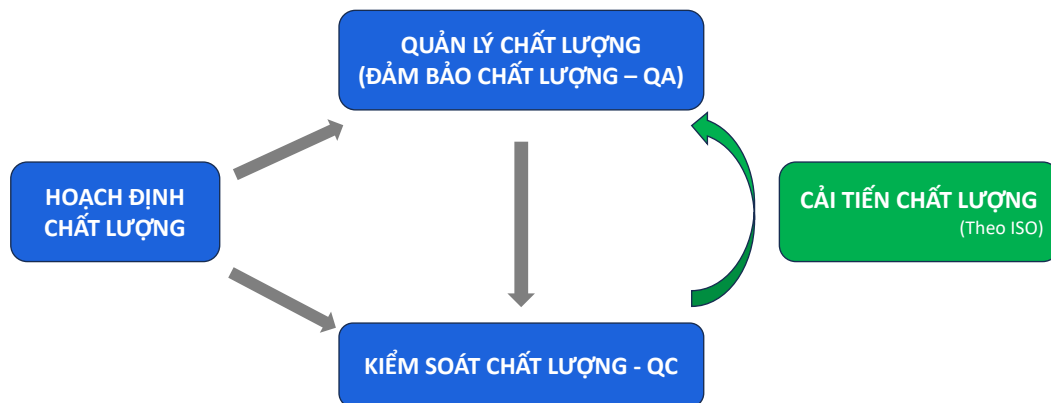 QUẢN LÝ CHẤT LƯỢNG
(ĐẢM BẢO CHẤT LƯỢNG – QA)
HOẠCH ĐỊNH
CHẤT LƯỢNG
CẢI TIẾN CHẤT LƯỢNG
(Theo ISO)
KIỂM SOÁT CHẤT LƯỢNG - QC